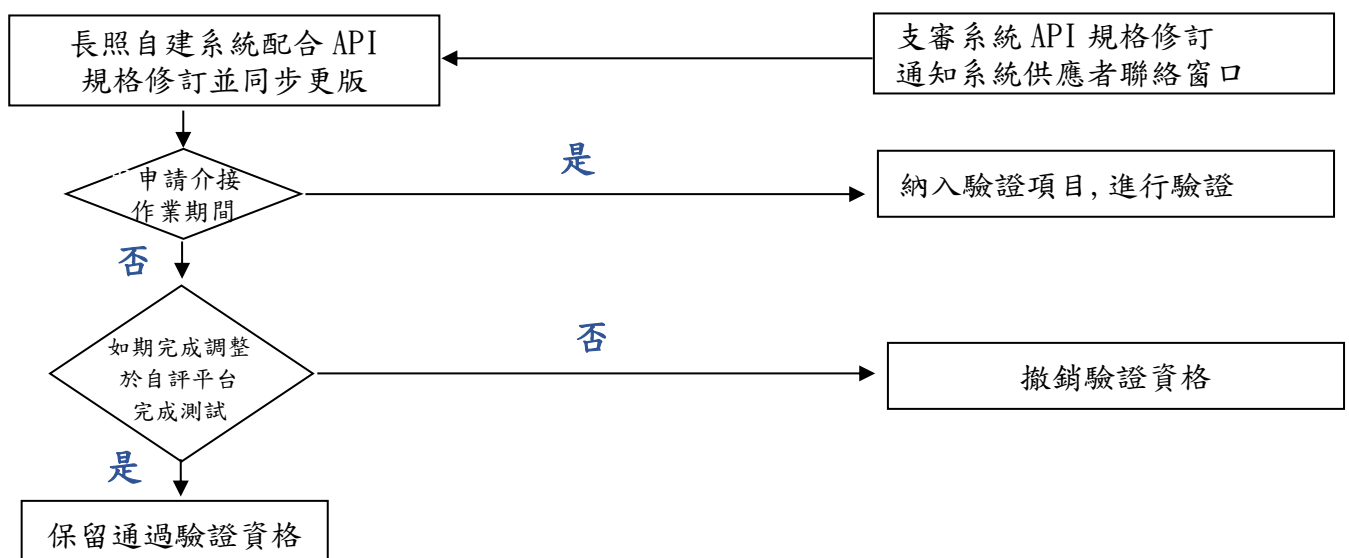 長照自建系統配合 API
規格修訂並同步更版
支審系統 API 規格修訂
通知系統供應者聯絡窗口
申請介接
作業期間
是
納入驗證項目,進行驗證
否
如期完成調整
於自評平台
完成測試
否
撤銷驗證資格
是
保留通過驗證資格